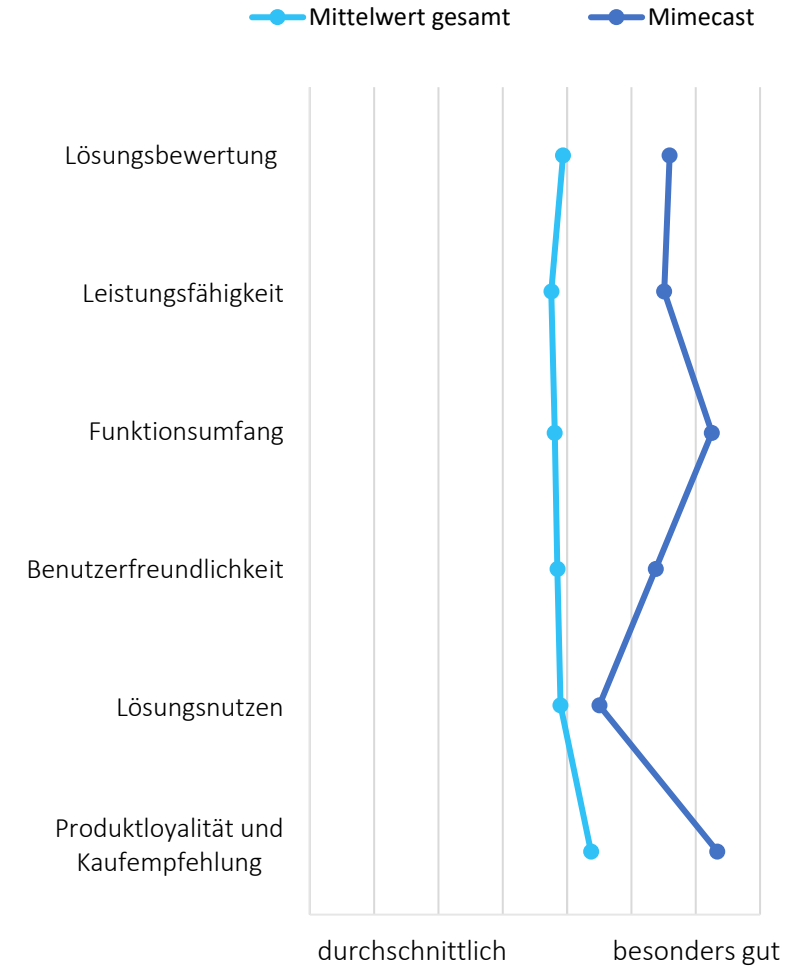 Mittelwert gesamt
Mimecast
Lösungsbewertung
Leistungsfähigkeit
Funktionsumfang
Benutzerfreundlichkeit
Lösungsnutzen
Produktloyalität und
Kaufempfehlung
durchschnittlich
besonders gut